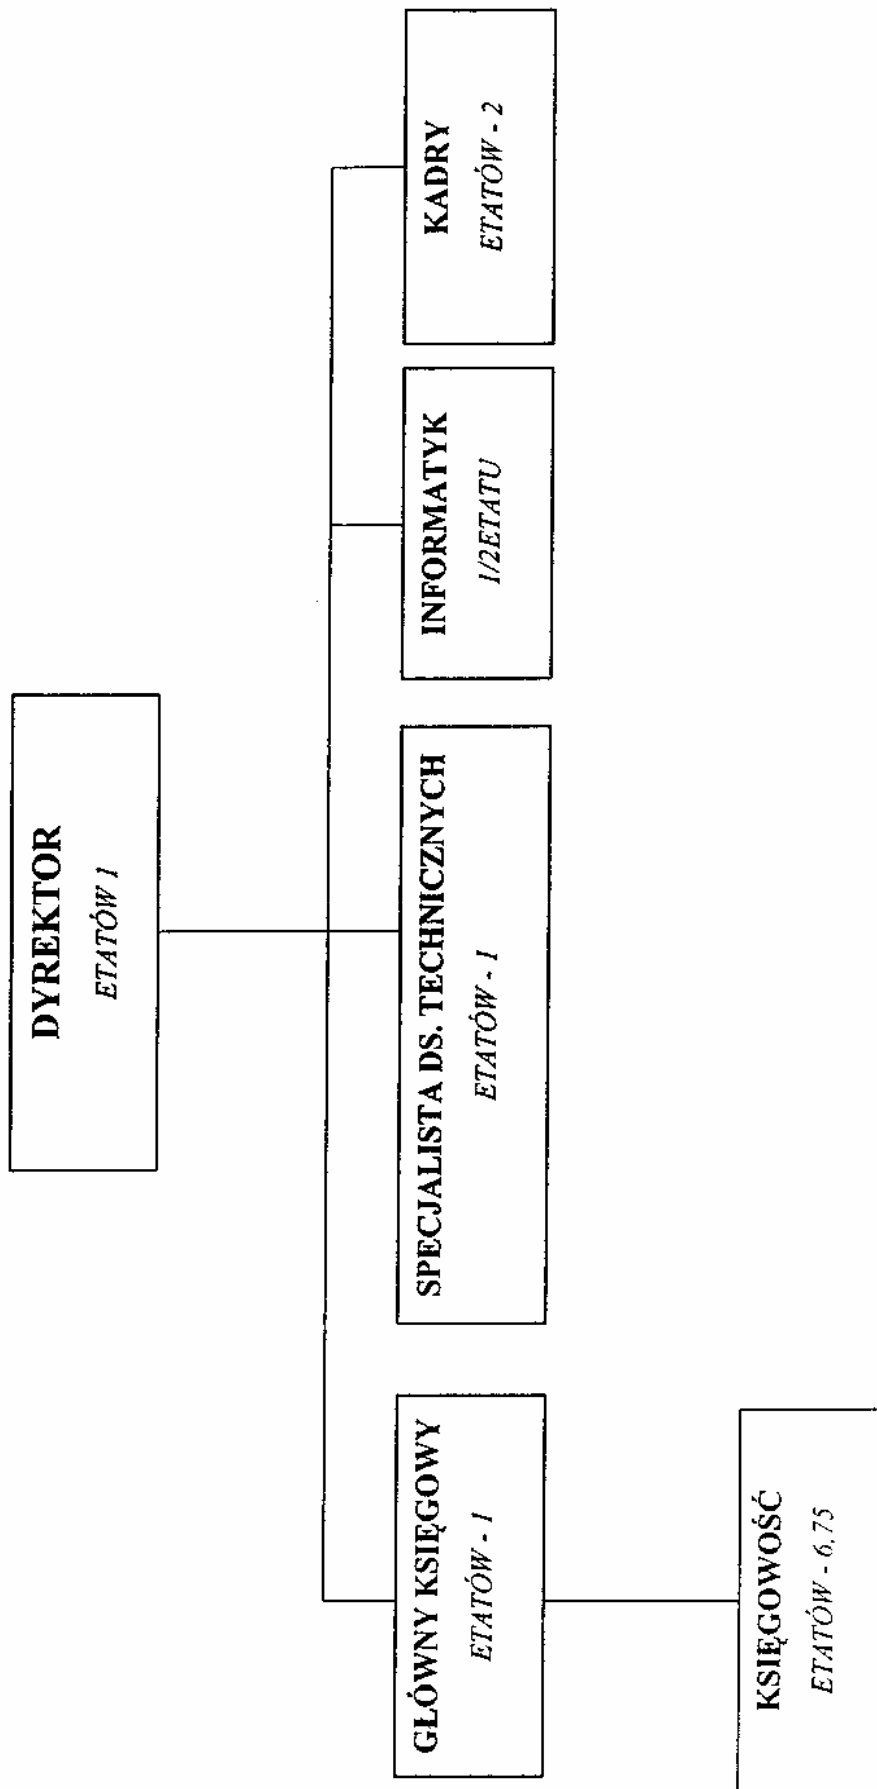 DYREKTOR
ETATÓW 1
GŁÓWNY KSIĘGOWY
ETATÓW - 1
SPECJALISTA DS. TECHNICZNYCH
ETATÓW - 1
INFORMATYK
1/2ETATU
KADRY
ETATÓW - 2
KSIĘGOWOŚĆ
ETATÓW - 6,75